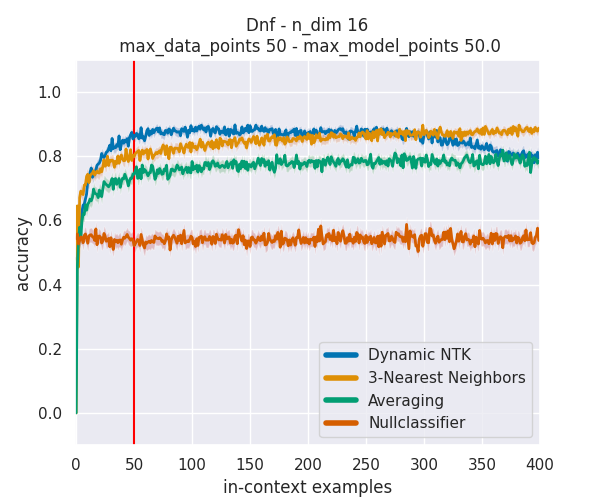 Dnf - n_dim 16
max_data_points 50 - max_model_points 50.0
accuracy
1.0
0.8
0.6
0.4
0.2
0.0
Dynamic NTK
3-Nearest Neighbors
Averaging
Nullclassifier
0 50 100 150 200 250 300 350 400
in-context examples